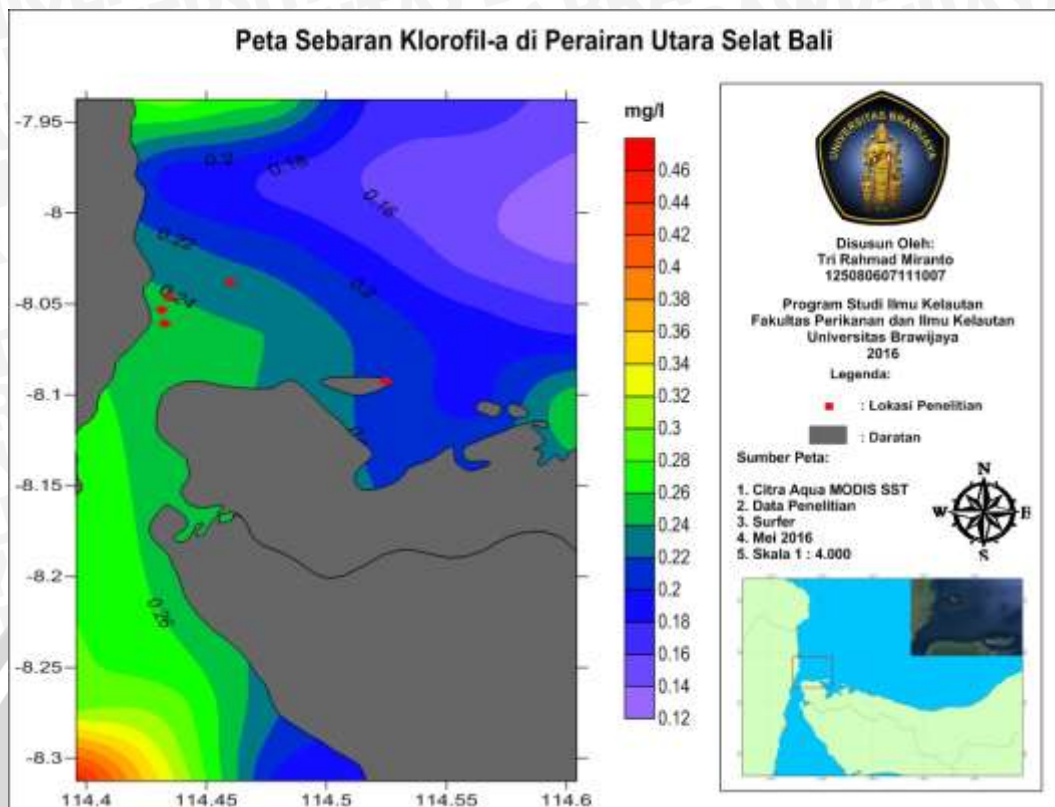 Peta Sebaran Klorofil-a di Perairan Utara Selat Bali
-7.95
-8
-8.05
-8.1
-8.15
-8.2
-8.25
-8.3
114.4
114.45
114.5
114.55
114.6
0.2
0.18
0.16
0.22
0.24
0.2
0.26
mg/l
0.46
0.44
0.42
0.4
0.38
0.36
0.34
0.32
0.3
0.28
0.26
0.24
0.22
0.2
0.18
0.16
0.14
0.12
UNIVERSITAS BRAWIJAYA
Disusun Oleh:
Tri Rahmad Miranto
125080607111007
Program Studi Ilmu Kelautan
Fakultas Perikanan dan Ilmu Kelautan
Universitas Brawijaya
2016
Legenda:
: Lokasi Penelitian
: Daratan
Sumber Peta:
1. Citra Aqua MODIS SST
2. Data Penelitian
3. Surfer
4. Mei 2016
5. Skala 1 : 4.000
N
W
E
S